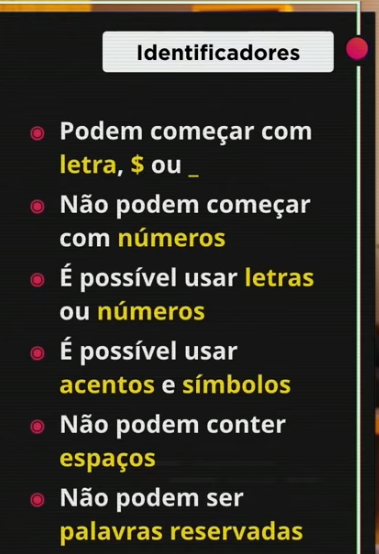 Identificadores
Podem começar com
letra, $ ou _
Não podem começar
com números
É possível usar letras
ou números
É possível usar
acentos e símbolos
Não podem conter
espaços
Não podem ser
palavras reservadas